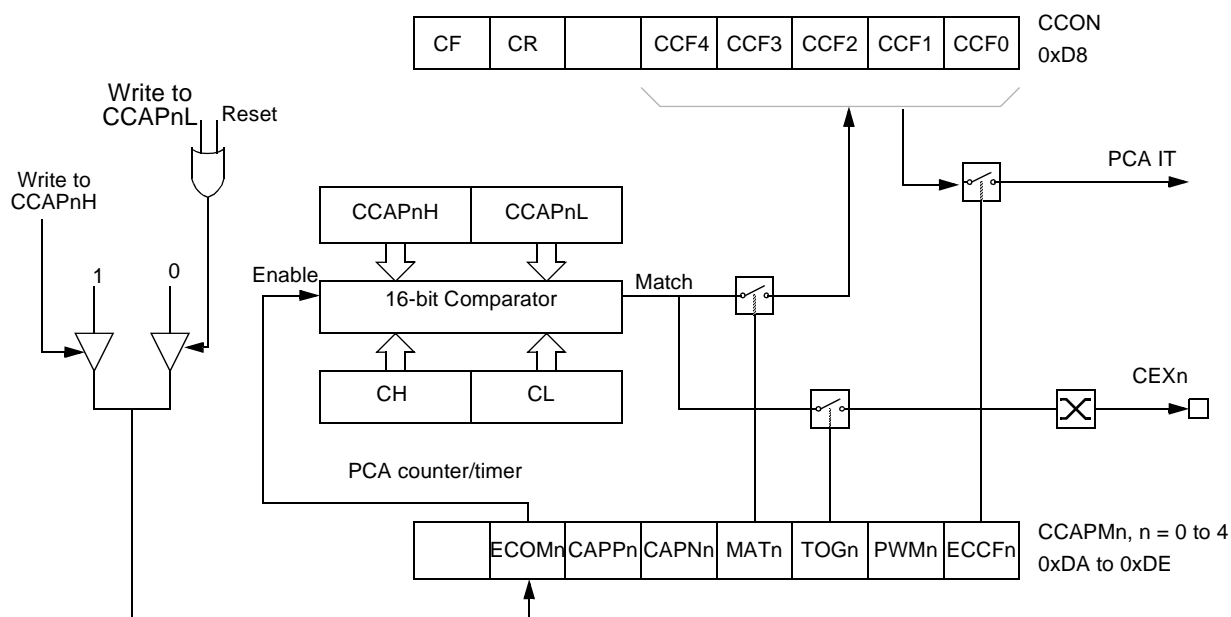 CF CR CCF4 CCF3 CCF2 CCF1 CCF0
CCON
0xD8
Write to
CCAPnL
Reset
Write to
CCAPnH
PCA IT
CCAPnH CCAPnL
Enable
1 0
16-bit Comparator
Match
CH CL
CEXn
PCA counter/timer
ECOMn CAPPn CAPNn MATn TOGn PWMn ECCFn
CCAPMn, n = 0 to 4
0xDA to 0xDE